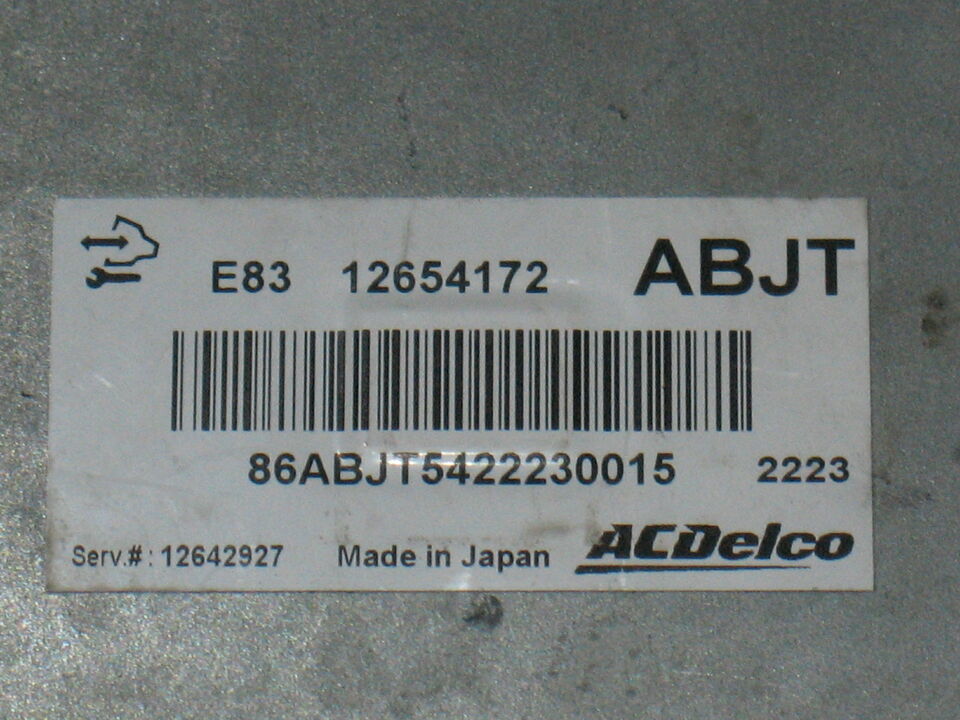 E83 12654172 ABJT
86ABJT5422230015 2223
Serv.#: 12642927 Made in Japan ACDelco